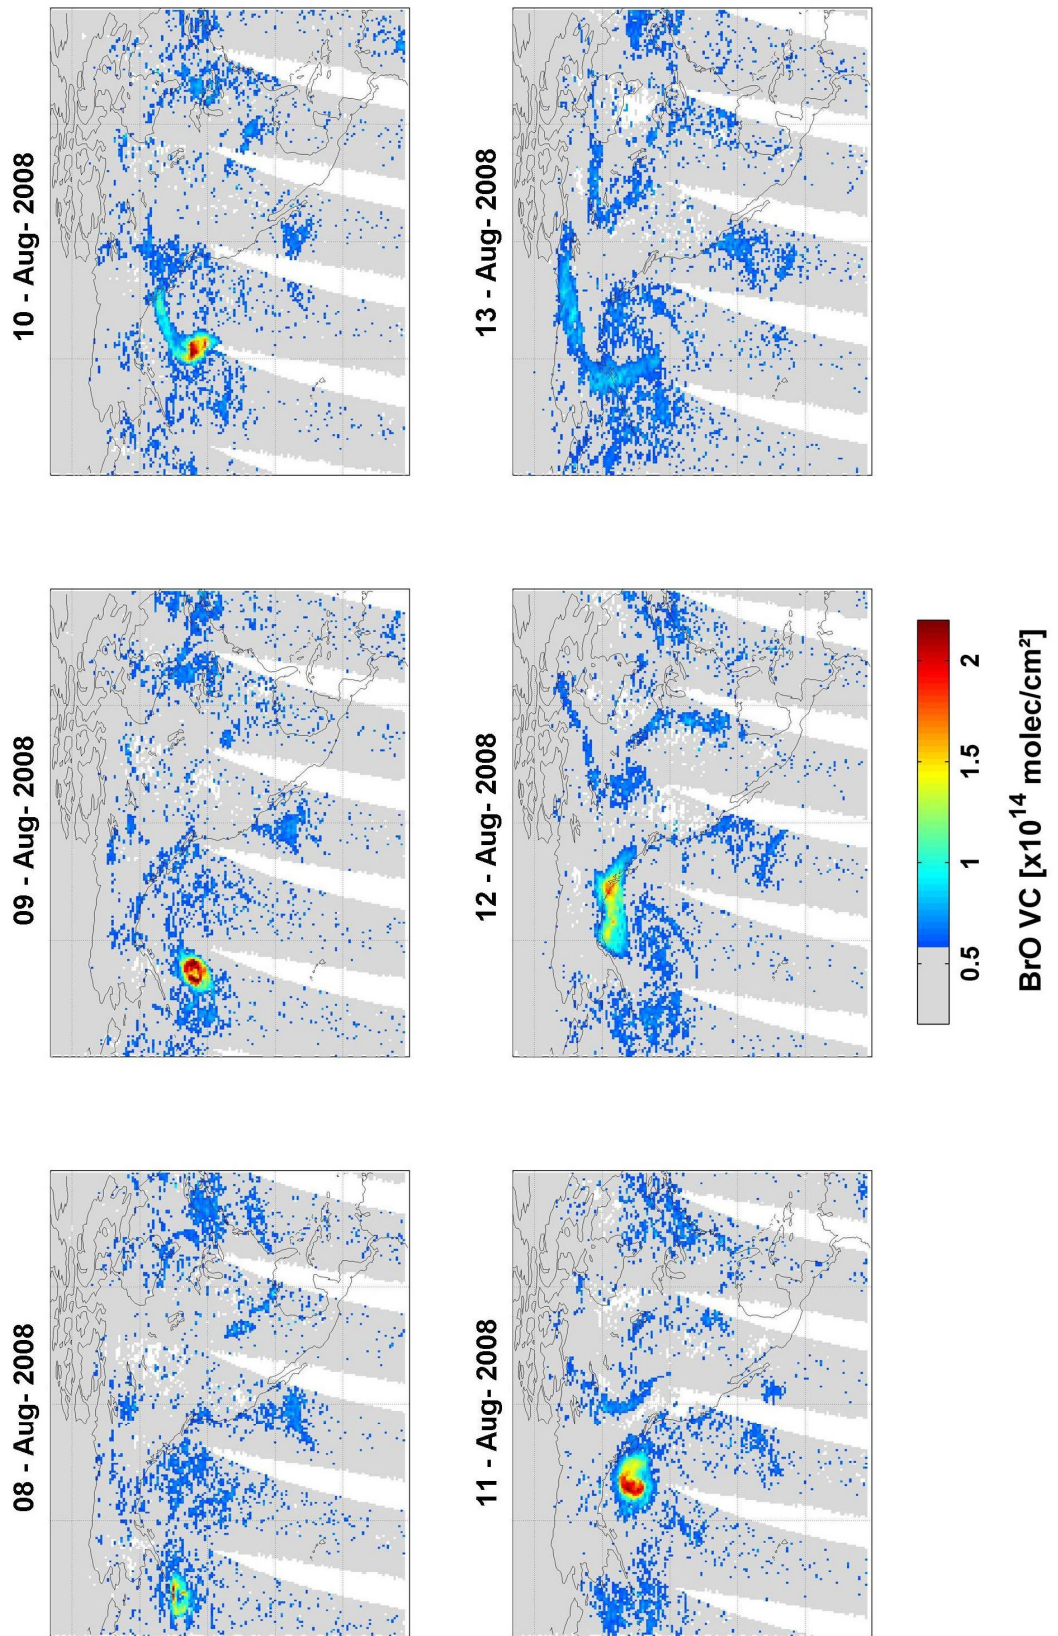 08 - Aug- 2008
09 - Aug- 2008
10 - Aug- 2008
11 - Aug- 2008
12 - Aug- 2008
13 - Aug- 2008
0.5
1
1.5
2
BrO VC [x10¹⁴ molec/cm²]